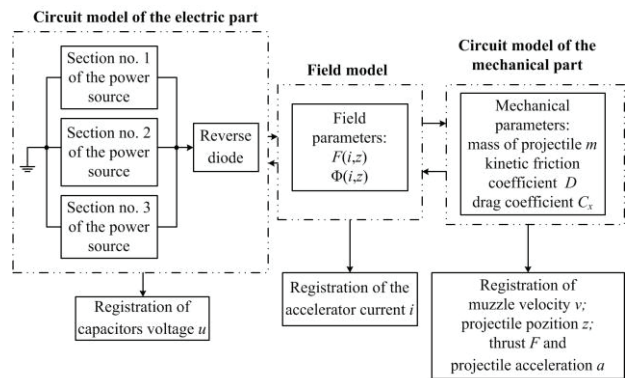 Circuit model of the electric part
Section no. 1
of the power
source
Section no. 2
of the power
source
Section no. 3
of the power
source
Reverse
diode
Registration of
capacitors voltage u
Field model
Field
parameters:
F(i,z)
Φ(i,z)
Registration of the
accelerator current i
Circuit model of the
mechanical part
Mechanical
parameters:
mass of projectile m
kinetic friction
coefficient D
drag coefficient Cx
Registration of
muzzle velocity v;
projectile pozition z;
thrust F and
projectile acceleration a